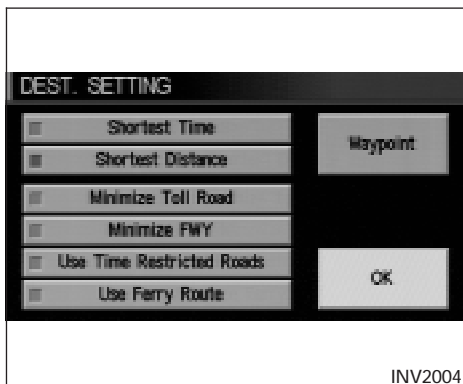 DEST. SETTING
Shortest Time
Shortest Distance
Waypoint
Minimize Toll Road
Minimize FWY
Use Time Restricted Roads
Use Ferry Route
OK
INV2004